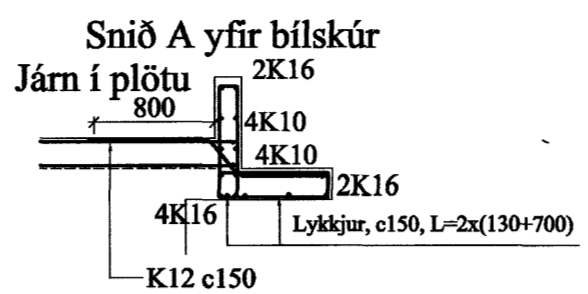 Snið A yfir bílskúr
Járn í plötu
2K16
800
4K10
4K10
2K16
4K16
Lykkjur, c150, L=2x(130+700)
K12 c150